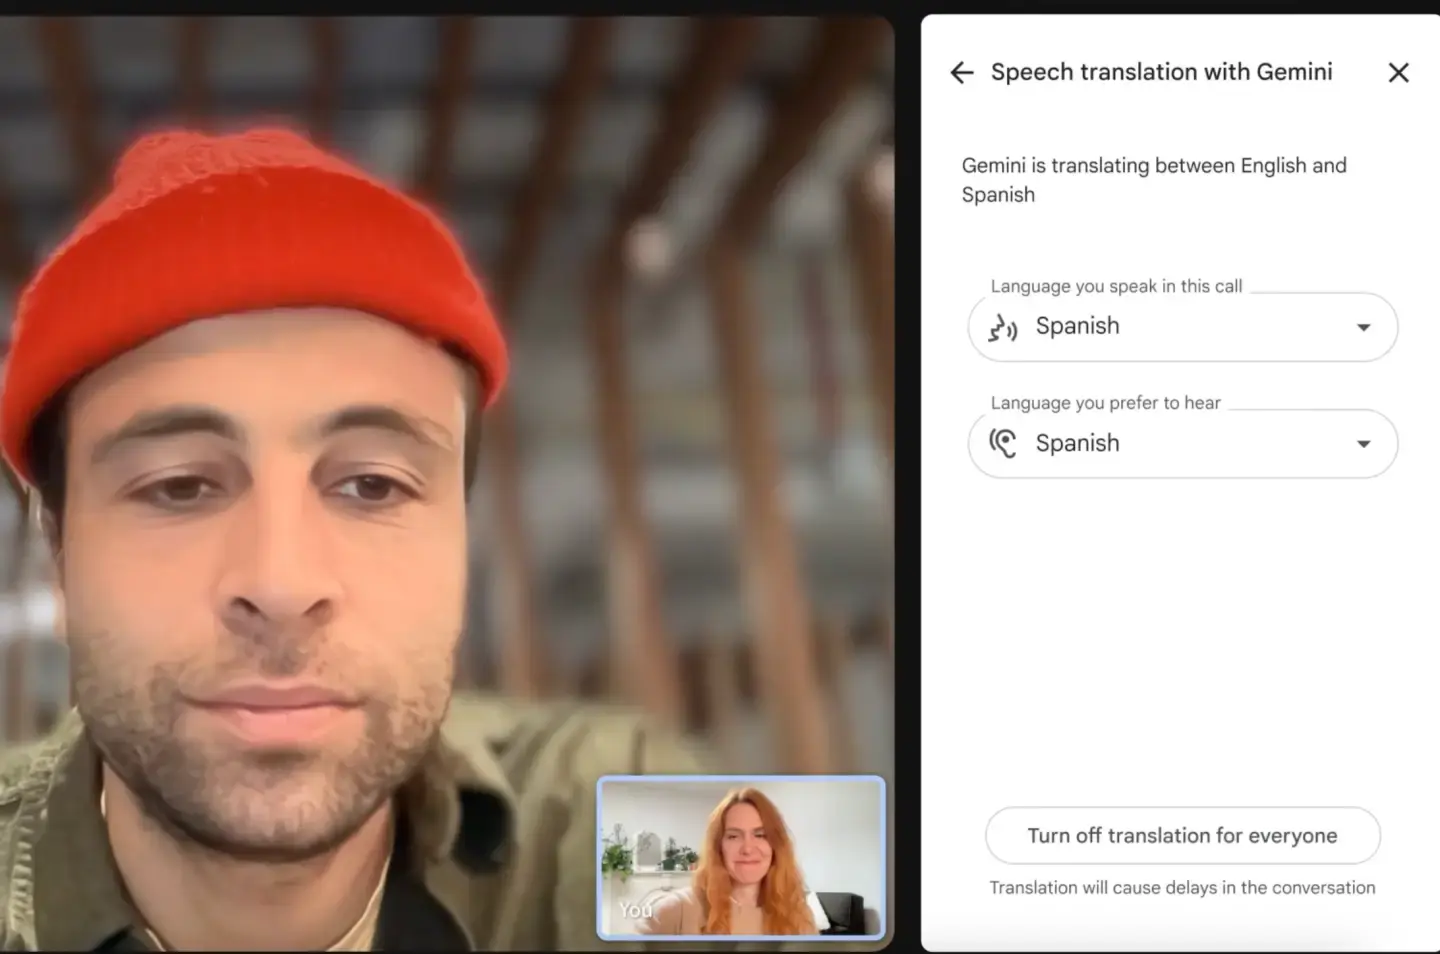 Speech translation with Gemini
Gemini is translating between English and
Spanish
Language you speak in this call
Spanish
Language you prefer to hear
Spanish
Turn off translation for everyone
Translation will cause delays in the conversation
You